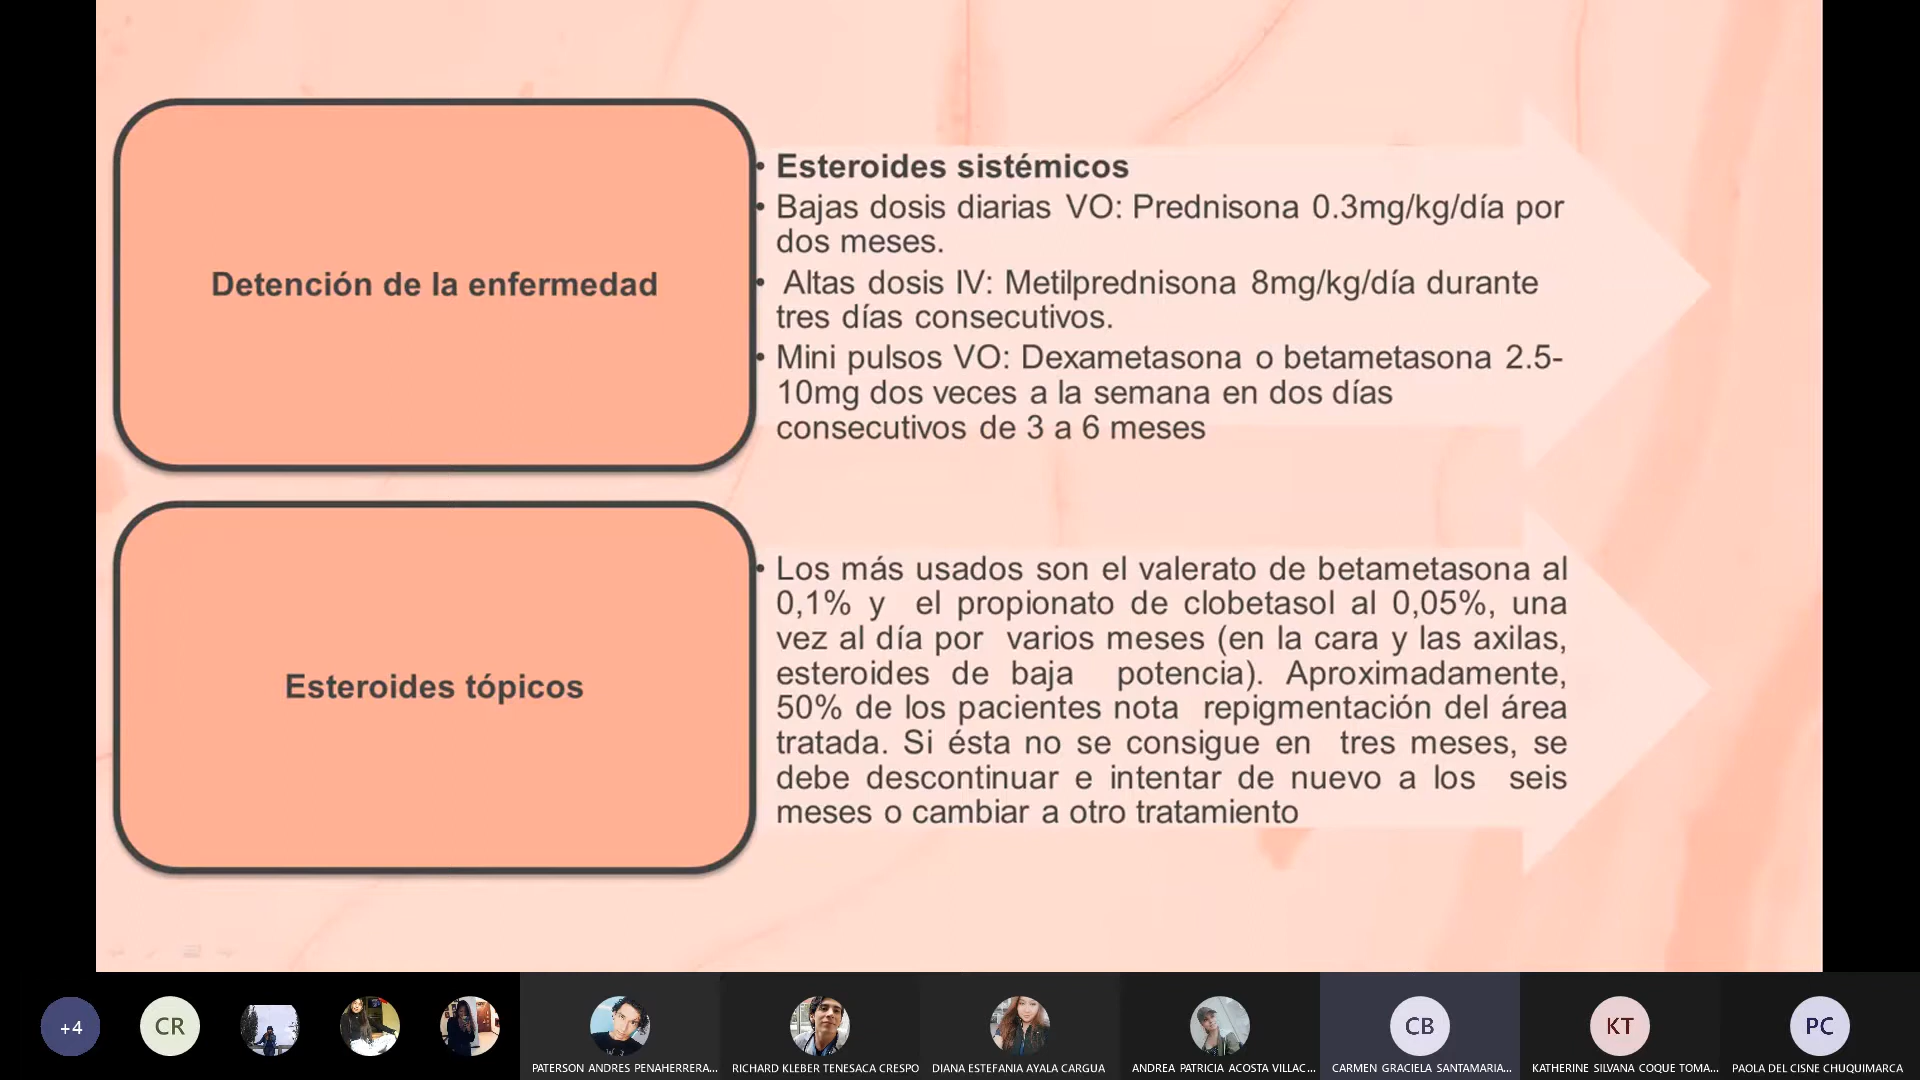 Detención de la enfermedad
• Esteroides sistémicos
• Bajas dosis diarias VO: Prednisona 0.3mg/kg/día por
dos meses.
• Altas dosis IV: Metilprednisona 8mg/kg/día durante
tres días consecutivos.
• Mini pulsos VO: Dexametasona o betametasona 2.5-
10mg dos veces a la semana en dos días
consecutivos de 3 a 6 meses
Esteroides tópicos
• Los más usados son el valerato de betametasona al
0,1% y el propionato de clobetasol al 0,05%, una
vez al día por varios meses (en la cara y las axilas,
esteroides de baja potencia). Aproximadamente,
50% de los pacientes nota repigmentación del área
tratada. Si ésta no se consigue en tres meses, se
debe descontinuar e intentar de nuevo a los seis
meses o cambiar a otro tratamiento
+4
CR
CB
KT
PC
PATERSON ANDRES PENAHERRERA...
RICHARD KLEBER TENESACA CRESPO
DIANA ESTEFANIA AYALA CARGUA
ANDREA PATRICIA ACOSTA VILLAC...
CARMEN GRACIELA SANTAMARIA...
KATHERINE SILVANA COQUE TOMA...
PAOLA DEL CISNE CHUQUIMARCA